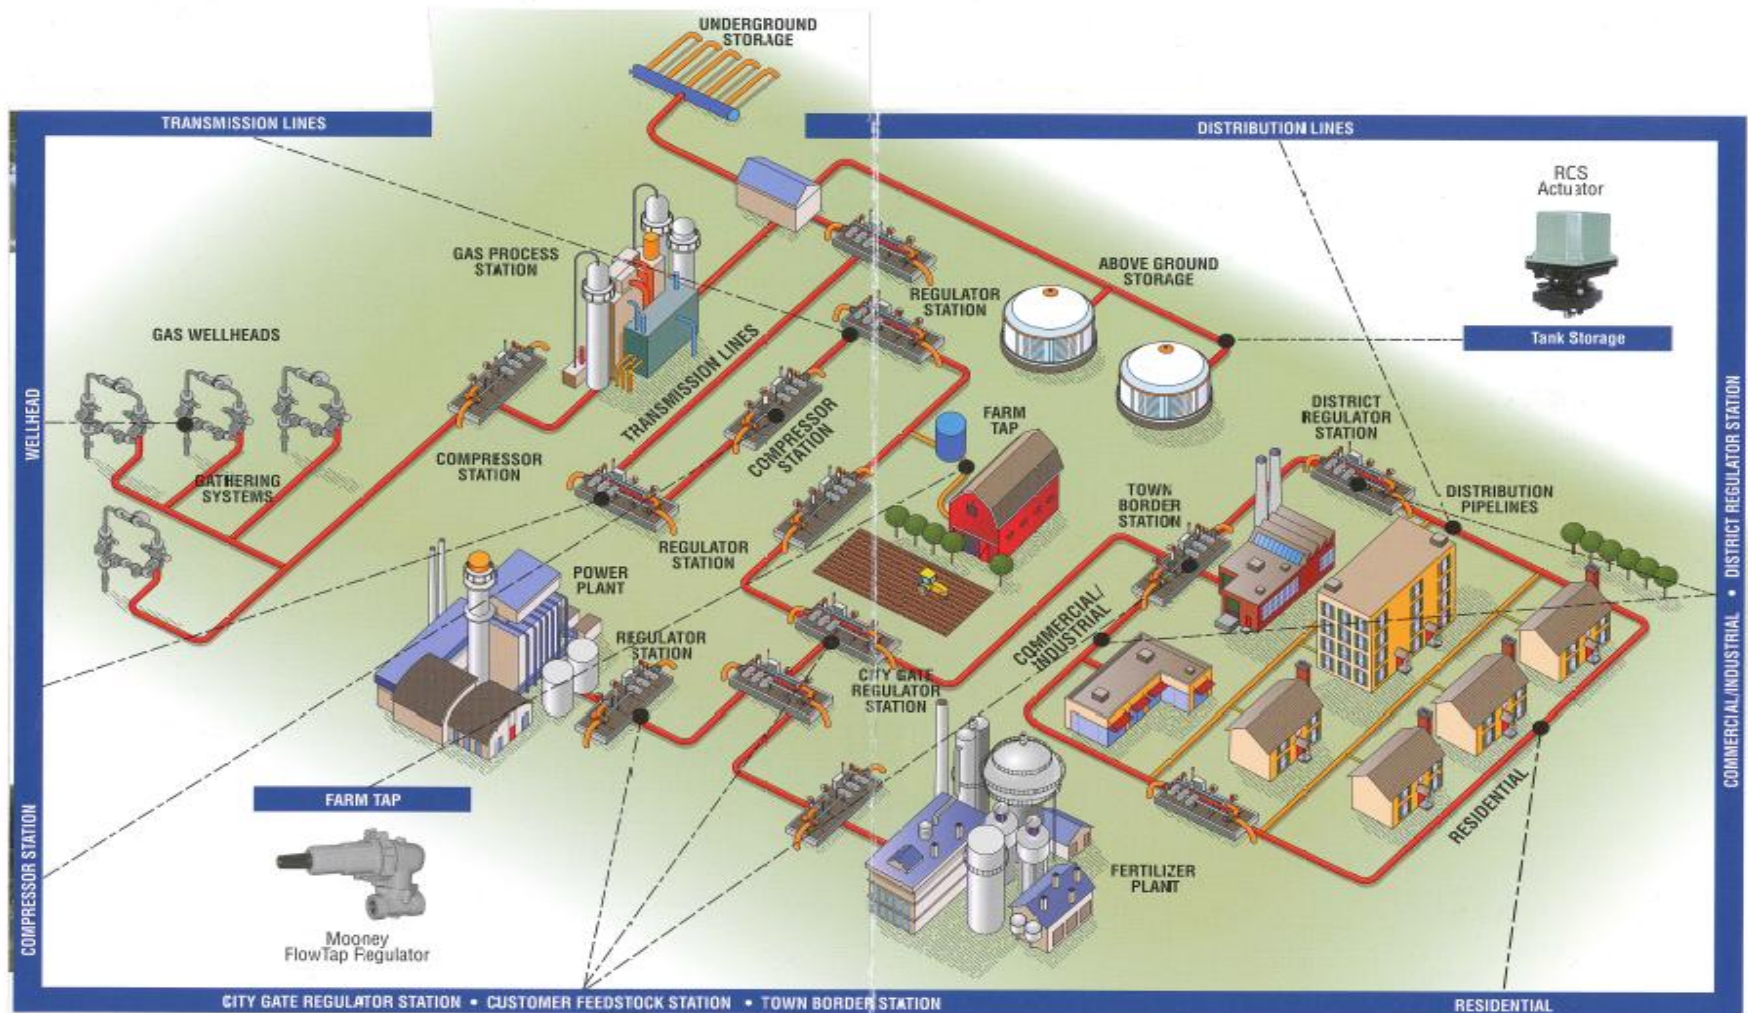 UNDERGROUND
STORAGE
TRANSMISSION LINES
DISTRIBUTION LINES
RCS
Actuator
GAS PROCESS
STATION
ABOVE GROUND
STORAGE
REGULATOR
STATION
Tank Storage
GAS WELLHEADS
TRANSMISSION LINES
WELLHEAD
GATHERING
SYSTEMS
COMPRESSOR
STATION
COMPRESSOR
STATION
FARM
TAP
DISTRICT
REGULATOR
STATION
TOWN
BORDER
STATION
DISTRIBUTION
PIPELINES
COMMERCIAL/INDUSTRIAL • DISTRICT REGULATOR STATION
REGULATOR
STATION
POWER
PLANT
REGULATOR
STATION
COMMERCIAL/
INDUSTRIAL
CITY GATE
REGULATOR
STATION
FARM TAP
RESIDENTIAL
COMPRESSOR STATION
FERTILIZER
PLANT
Mooney
FlowTap Regulator
CITY GATE REGULATOR STATION • CUSTOMER FEEDSTOCK STATION • TOWN BORDER STATION
RESIDENTIAL